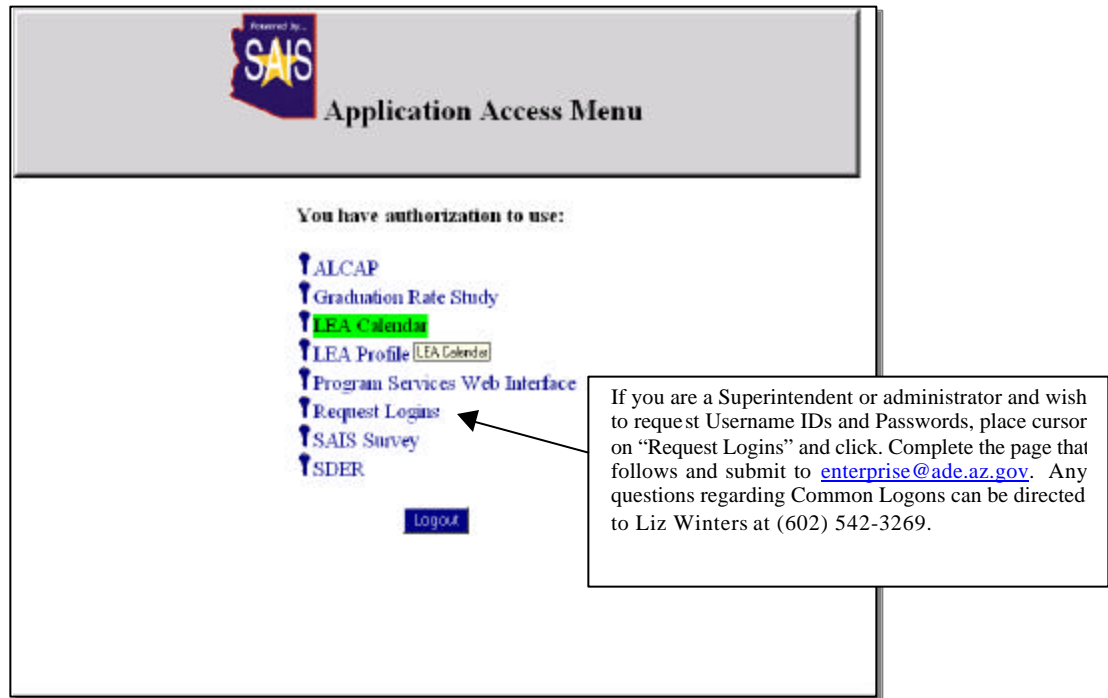 Powered by...
SAIS
Application Access Menu
You have authorization to use:
ALCAP
Graduation Rate Study
LEA Calendar
LEA Profile LEA Calendar
Program Services Web Interface
Request Logins
SAIS Survey
SDER
Logout
If you are a Superintendent or administrator and wish
to request Username IDs and Passwords, place cursor
on “Request Logins” and click. Complete the page that
follows and submit to enterprise@ade.az.gov. Any
questions regarding Common Logons can be directed
to Liz Winters at (602) 542-3269.